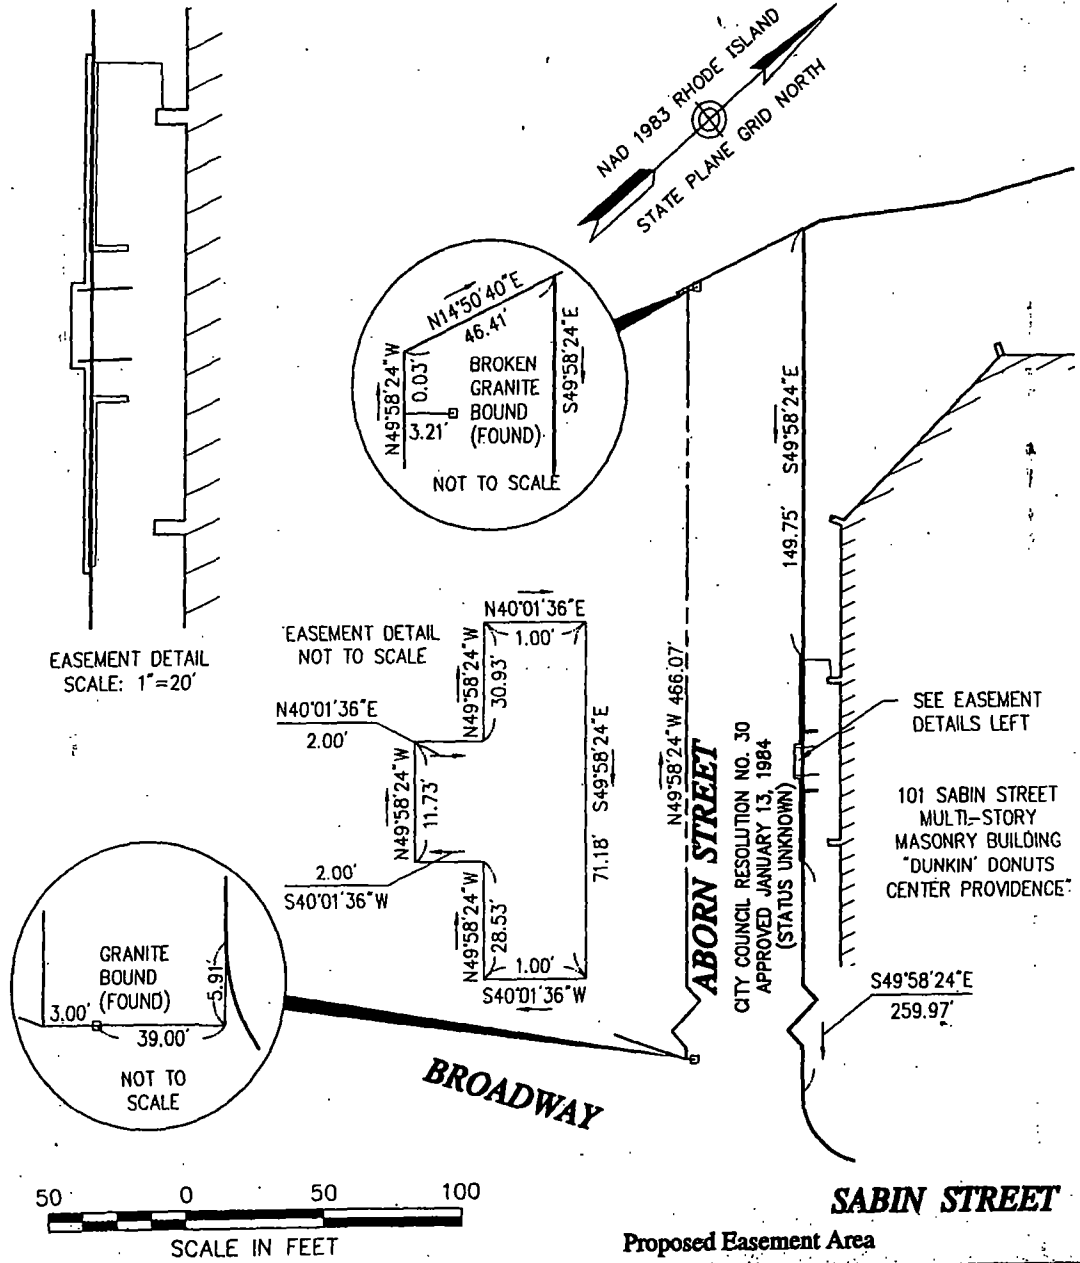 NAD 1983 RHODE ISLAND
STATE PLANE GRID NORTH
N14°50'40"E
46.41'
N49°58'24"W
0.03'
3.21'
BROKEN
GRANITE
BOUND
(FOUND)
S49°58'24"E
NOT TO SCALE
S49°58'24"E
149.75'
EASEMENT DETAIL
SCALE: 1"=20'
EASEMENT DETAIL
NOT TO SCALE
N40°01'36"E
1.00'
N49°58'24"W
30.93'
N40°01'36"E
2.00'
N49°58'24"W
11.73'
S49°58'24"E
71.18'
2.00'
S40°01'36"W
N49°58'24"W
28.53'
1.00'
S40°01'36"W
N49°58'24"W 466.07'
ABORN STREET
CITY COUNCIL RESOLUTION NO. 30
APPROVED JANUARY 13, 1984
(STATUS UNKNOWN)
SEE EASEMENT
DETAILS LEFT
101 SABIN STREET
MULTI-STORY
MASONRY BUILDING
"DUNKIN' DONUTS
CENTER PROVIDENCE"
S49°58'24"E
259.97'
GRANITE
BOUND
(FOUND)
5.91'
3.00'
39.00'
NOT TO
SCALE
BROADWAY
50 0 50 100
SCALE IN FEET
SABIN STREET
Proposed Easement Area